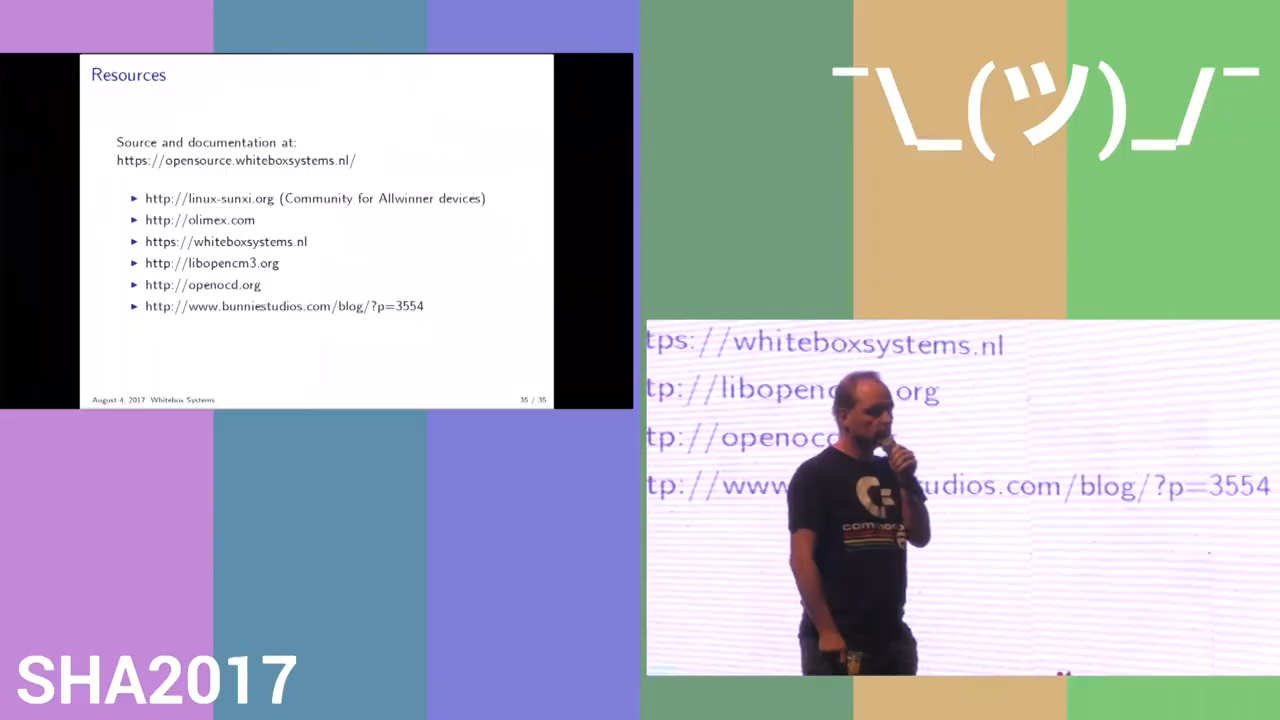 Resources
Source and documentation at:
https://opensource.whiteboxsystems.nl/
http://linux-sunxi.org (Community for Allwinner devices)
http://olimex.com
https://whiteboxsystems.nl
http://libopencm3.org
http://openocd.org
http://www.bunniestudios.com/blog/?p=3554
August 4, 2017 Whitebox Systems
35 / 35
¯\_(ツ)_/¯
tps://whiteboxsystems.nl
tp://libopen org
tp://openoc
tp://www udios.com/blog/?p=3554
SHA2017